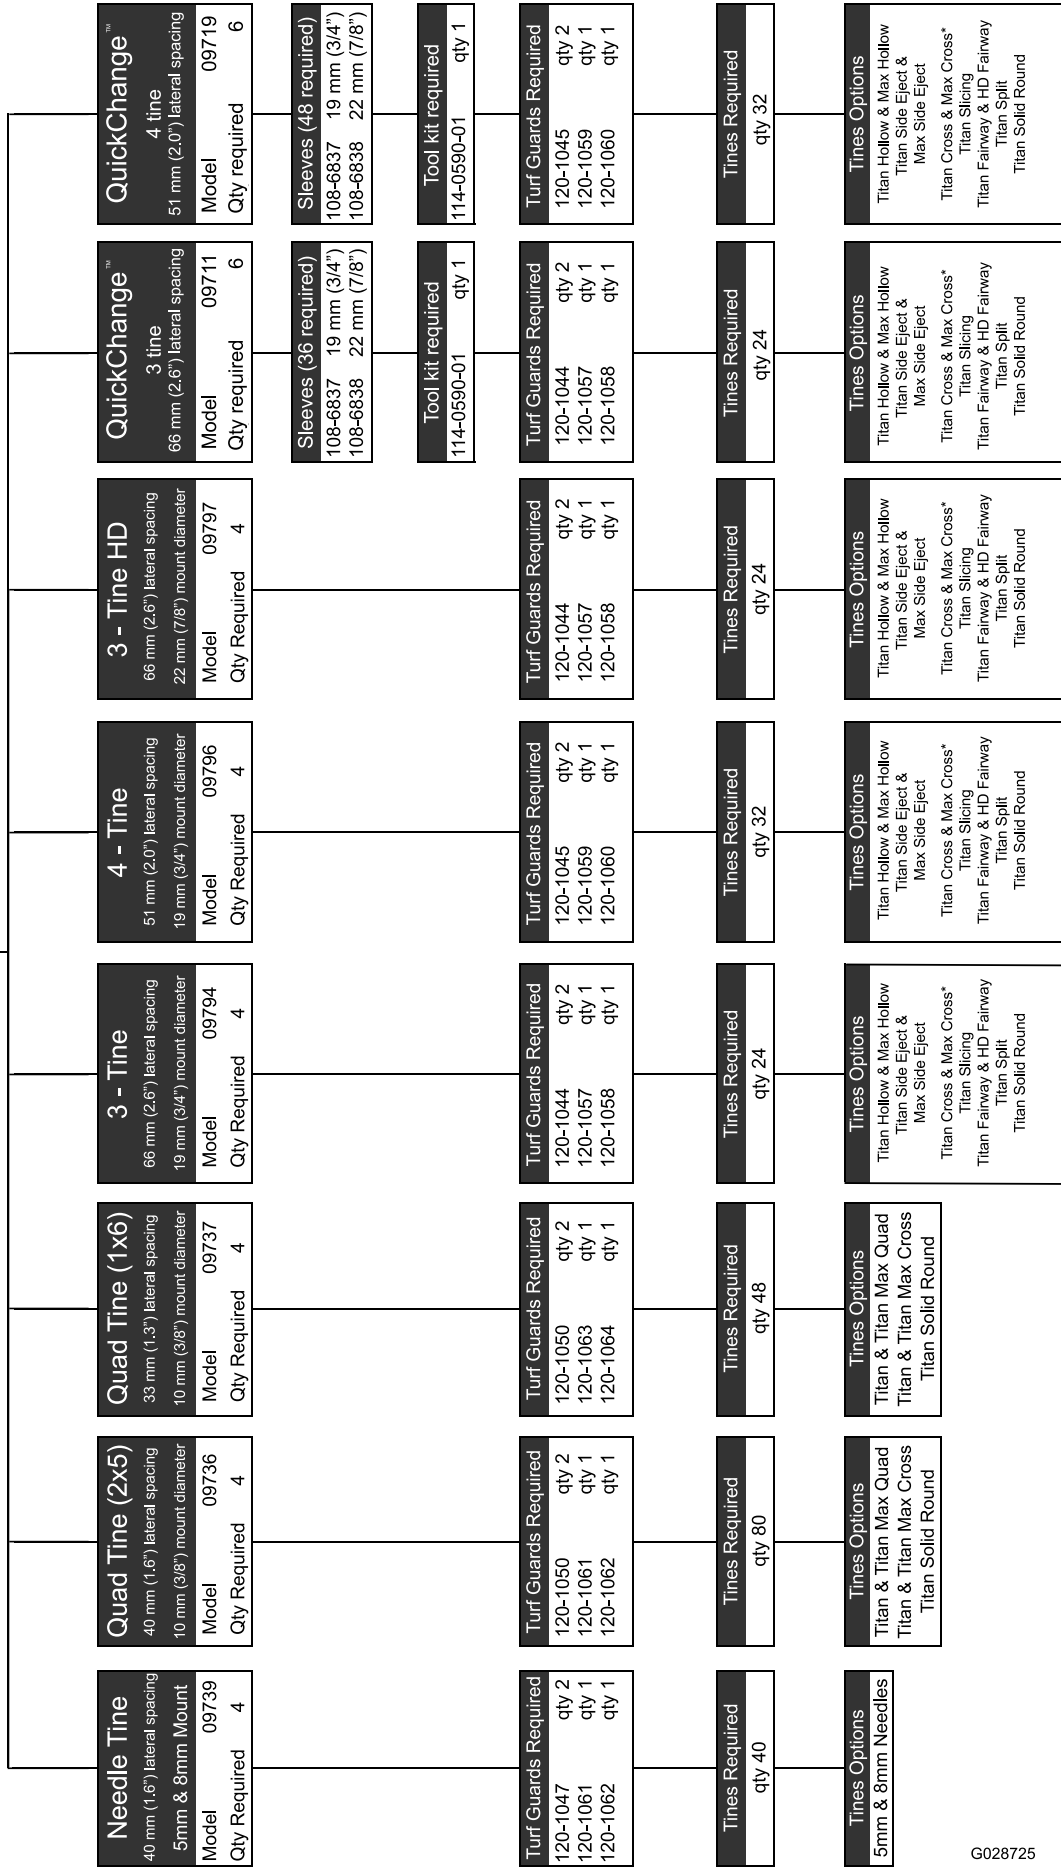 Needle Tine
40 mm (1.6") lateral spacing
5mm & 8mm Mount
Model 09739
Qty Required 4
Turf Guards Required
120-1047 qty 2
120-1061 qty 1
120-1062 qty 1
Tines Required
qty 40
Tines Options
5mm & 8mm Needles
Quad Tine (2x5)
40 mm (1.6") lateral spacing
10 mm (3/8") mount diameter
Model 09736
Qty Required 4
Turf Guards Required
120-1050 qty 2
120-1061 qty 1
120-1062 qty 1
Tines Required
qty 80
Tines Options
Titan & Titan Max Quad
Titan & Titan Max Cross
Titan Solid Round
Quad Tine (1x6)
33 mm (1.3") lateral spacing
10 mm (3/8") mount diameter
Model 09737
Qty Required 4
Turf Guards Required
120-1050 qty 2
120-1063 qty 1
120-1064 qty 1
Tines Required
qty 48
Tines Options
Titan & Titan Max Quad
Titan & Titan Max Cross
Titan Solid Round
3 - Tine
66 mm (2.6") lateral spacing
19 mm (3/4") mount diameter
Model 09794
Qty Required 4
Turf Guards Required
120-1044 qty 2
120-1057 qty 1
120-1058 qty 1
Tines Required
qty 24
Tines Options
Titan Hollow & Max Hollow
Titan Side Eject &
Max Side Eject
Titan Cross & Max Cross*
Titan Slicing
Titan Fairway & HD Fairway
Titan Split
Titan Solid Round
4 - Tine
51 mm (2.0") lateral spacing
19 mm (3/4") mount diameter
Model 09796
Qty Required 4
Turf Guards Required
120-1045 qty 2
120-1059 qty 1
120-1060 qty 1
Tines Required
qty 32
Tines Options
Titan Hollow & Max Hollow
Titan Side Eject &
Max Side Eject
Titan Cross & Max Cross*
Titan Slicing
Titan Fairway & HD Fairway
Titan Split
Titan Solid Round
3 - Tine HD
66 mm (2.6") lateral spacing
22 mm (7/8") mount diameter
Model 09797
Qty Required 4
Turf Guards Required
120-1044 qty 2
120-1057 qty 1
120-1058 qty 1
Tines Required
qty 24
Tines Options
Titan Hollow & Max Hollow
Titan Side Eject &
Max Side Eject
Titan Cross & Max Cross*
Titan Slicing
Titan Fairway & HD Fairway
Titan Split
Titan Solid Round
QuickChange™
3 tine
66 mm (2.6") lateral spacing
Model 09711
Qty required 6
Sleeves (36 required)
108-6837 19 mm (3/4")
108-6838 22 mm (7/8")
Tool kit required
114-0590-01 qty 1
Turf Guards Required
120-1044 qty 2
120-1057 qty 1
120-1058 qty 1
Tines Required
qty 24
Tines Options
Titan Hollow & Max Hollow
Titan Side Eject &
Max Side Eject
Titan Cross & Max Cross*
Titan Slicing
Titan Fairway & HD Fairway
Titan Split
Titan Solid Round
QuickChange™
4 tine
51 mm (2.0") lateral spacing
Model 09719
Qty required 6
Sleeves (48 required)
108-6837 19 mm (3/4")
108-6838 22 mm (7/8")
Tool kit required
114-0590-01 qty 1
Turf Guards Required
120-1045 qty 2
120-1059 qty 1
120-1060 qty 1
Tines Required
qty 32
Tines Options
Titan Hollow & Max Hollow
Titan Side Eject &
Max Side Eject
Titan Cross & Max Cross*
Titan Slicing
Titan Fairway & HD Fairway
Titan Split
Titan Solid Round
G028725